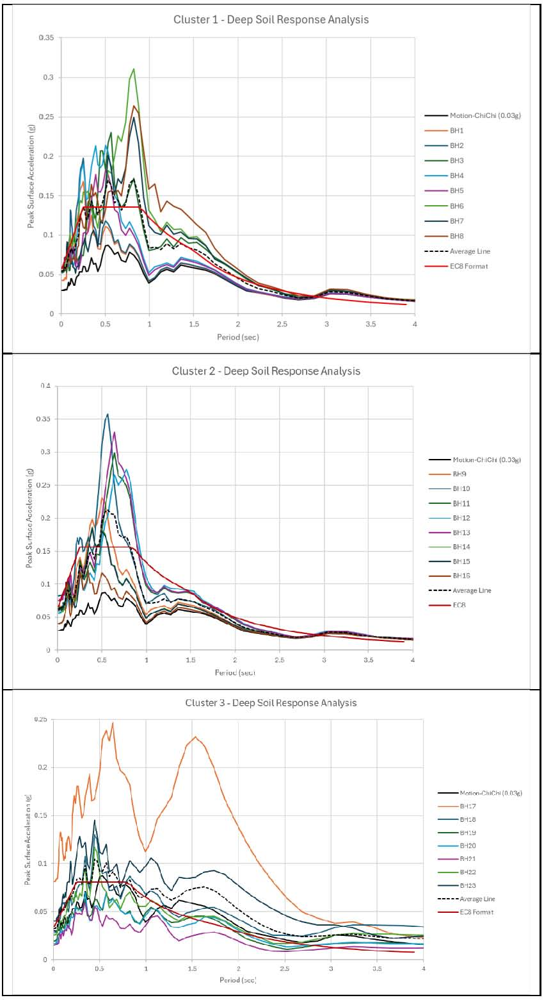 Cluster 1 - Deep Soil Response Analysis
Peak Surface Acceleration (g)
0.35
0.3
0.25
0.2
0.15
0.1
0.05
0
0 0.5 1 1.5 2 2.5 3 3.5 4
Period (sec)
Motion-ChiChi (0.03g)
BH1
BH2
BH3
BH4
BH5
BH6
BH7
BH8
Average Line
EC8 Format
Cluster 2 - Deep Soil Response Analysis
Peak Surface Acceleration (g)
0.4
0.35
0.3
0.25
0.2
0.15
0.1
0.05
0
0 0.5 1 1.5 2 2.5 3 3.5 4
Period (sec)
Motion-ChiChi (0.03g)
BH9
BH10
BH11
BH12
BH13
BH14
BH15
BH16
Average Line
EC8
Cluster 3 - Deep Soil Response Analysis
Peak Surface Acceleration (g)
0.25
0.2
0.15
0.1
0.05
0
0 0.5 1 1.5 2 2.5 3 3.5 4
Period (sec)
Motion-ChiChi (0.03g)
BH17
BH18
BH19
BH20
BH21
BH22
BH23
Average Line
EC8 Format